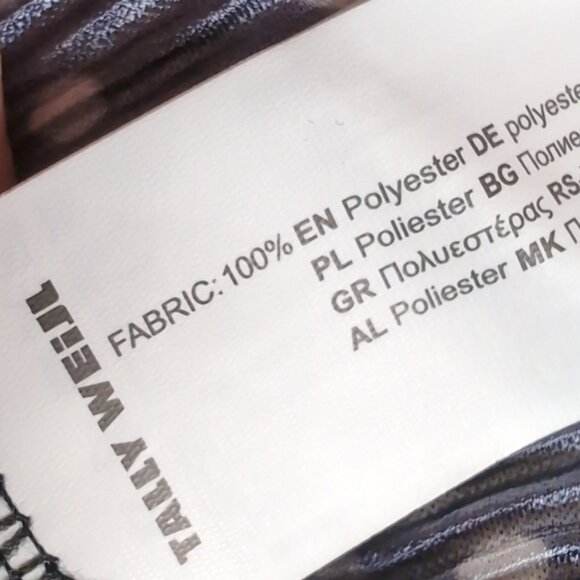 TALLY WEiJL
FABRIC: 100% EN Polyester DE polyeste
PL Poliester BG Полие
GR Πολυεστέρας RS
AL Poliester MK П